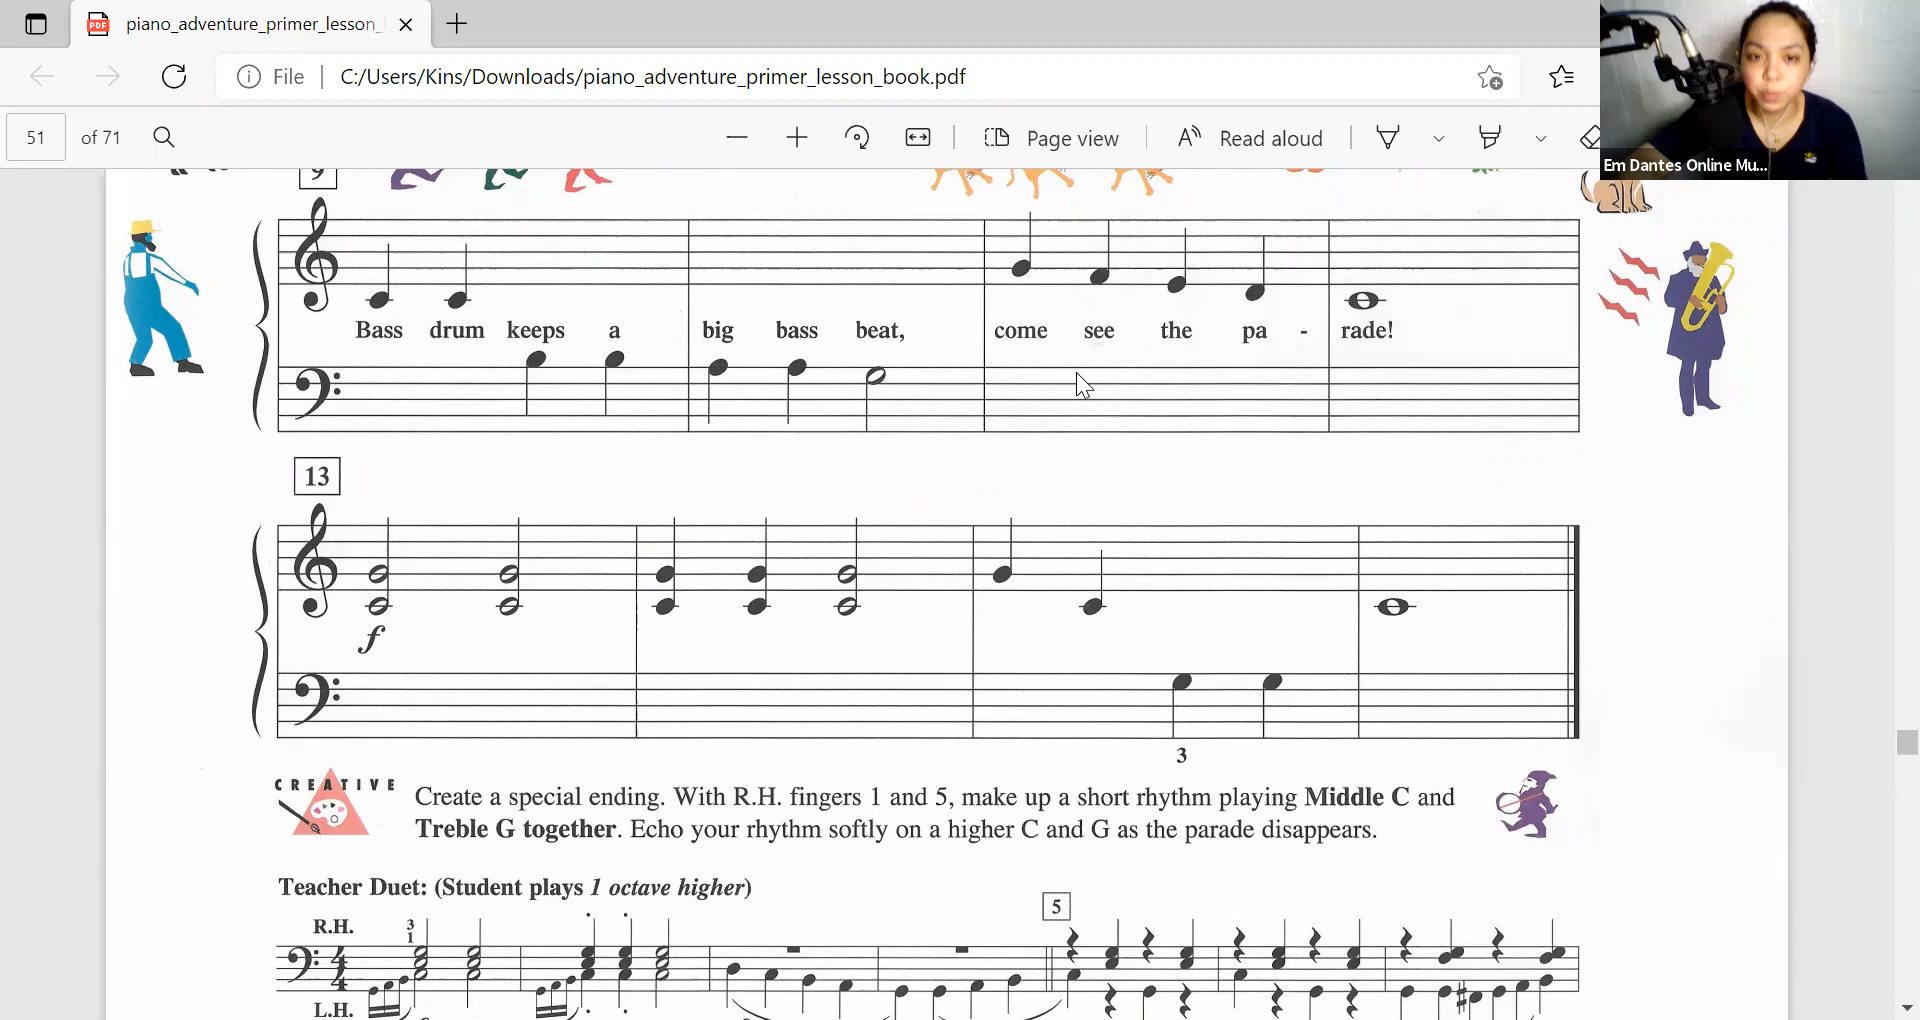 piano_adventure_primer_lesson_
File
C:/Users/Kins/Downloads/piano_adventure_primer_lesson_book.pdf
51 of 71
Page view
Read aloud
Em Dantes Online Mu...
9
Bass drum keeps a big bass beat, come see the pa - rade!
13
f
3
CREATIVE
Create a special ending. With R.H. fingers 1 and 5, make up a short rhythm playing Middle C and
Treble G together. Echo your rhythm softly on a higher C and G as the parade disappears.
Teacher Duet: (Student plays 1 octave higher)
5
R.H.
3
1
4
4
L.H.